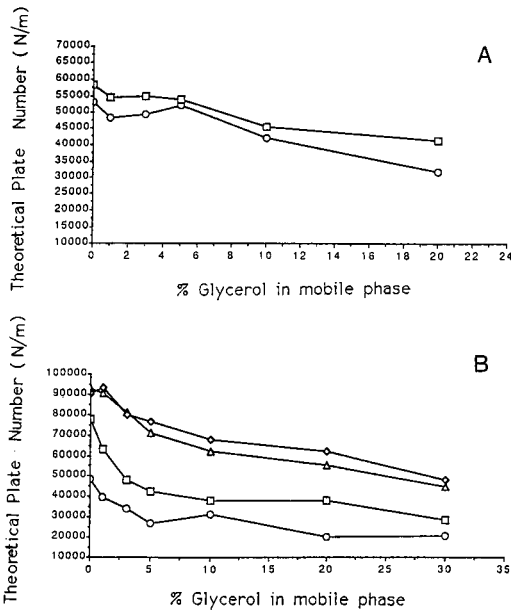 A
Theoretical Plate Number (N/m)
70000
65000
60000
55000
50000
45000
40000
35000
30000
25000
20000
15000
10000
0 2 4 6 8 10 12 14 16 18 20 22 24
% Glycerol in mobile phase
B
Theoretical Plate Number (N/m)
100000
90000
80000
70000
60000
50000
40000
30000
20000
10000
0 5 10 15 20 25 30 35
% Glycerol in mobile phase